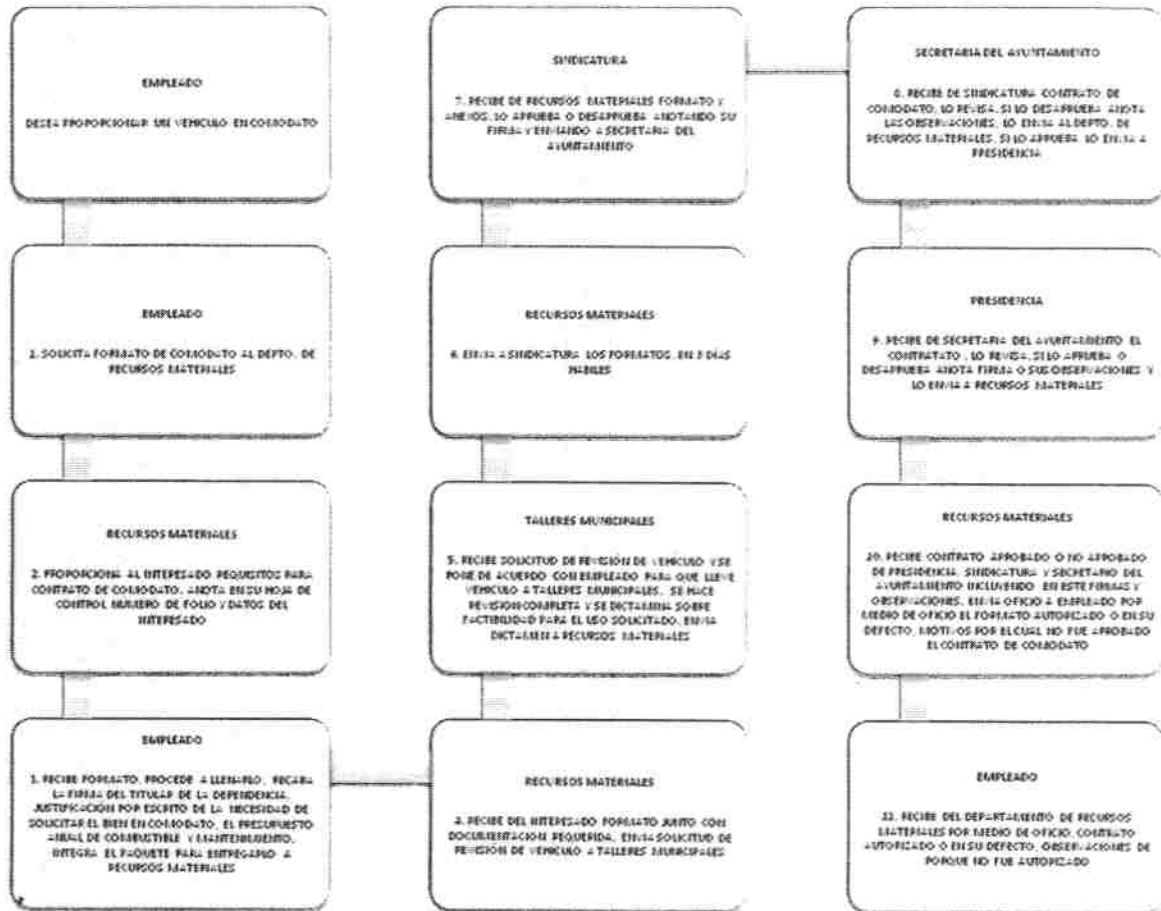 EMPLEADO
DESEA PROPORCIONAR UN VEHICULO EN COMODATO
EMPLEADO
1. SOLICITA FORMATO DE COMODATO AL DEPTO. DE
RECURSOS MATERIALES
RECURSOS MATERIALES
2. PROPORCIONA AL INTERESADO REQUISITOS PARA
CONTRATO DE COMODATO, ANOTA EN SU HOJA DE
CONTROL NUMERO DE FOLIO Y DATOS DEL
INTERESADO
EMPLEADO
RECIBE FORMATO, PROCEDE A LLENARLO, RECABA
LA FIRMA DEL TITULAR DE LA DEPENDENCIA,
JUSTIFICACIÓN POR ESCRITO DE LA NECESIDAD DE
SOLICITAR EL BIEN EN COMODATO, EL PRESUPUESTO
ANUAL DE COMBUSTIBLE Y MANTENIMIENTO,
INTEGRA EL PAQUETE PARA ENTREGARLO A
RECURSOS MATERIALES
RECURSOS MATERIALES
RECIBE DEL INTERESADO FORMATO JUNTO CON
DOCUMENTACION REQUERIDA, ENVIA SOLICITUD DE
REVISIÓN DE VEHICULO A TALLERES MUNICIPALES
TALLERES MUNICIPALES
5. RECIBE SOLICITUD DE REVISIÓN DE VEHICULO Y SE
PONE DE ACUERDO CON EMPLEADO PARA QUE LLEVE
VEHICULO A TALLERES MUNICIPALES, SE HACE
REVISION COMPLETA Y SE DICTAMINA SOBRE
FACTIBILIDAD PARA EL USO SOLICITADO, ENVIA
DICTAMEN A RECURSOS MATERIALES
RECURSOS MATERIALES
6. ENVIA A SINDICATURA LOS FORMATOS, EN 3 DÍAS
HABILES
SINDICATURA
7. RECIBE DE RECURSOS MATERIALES FORMATO Y
ANEXOS, LO APRUEBA O DESAPRUEBA ANOTANDO SU
FIRMA Y ENVIANDO A SECRETARIA DEL
AYUNTAMIENTO
SECRETARIA DEL AYUNTAMIENTO
8. RECIBE DE SINDICATURA CONTRATO DE
COMODATO, LO REVISA, SI LO DESAPRUEBA ANOTA
LAS OBSERVACIONES, LO ENVIA AL DEPTO. DE
RECURSOS MATERIALES, SI LO APRUEBA LO ENVIA A
PRESIDENCIA
PRESIDENCIA
9. RECIBE DE SECRETARIA DEL AYUNTAMIENTO EL
CONTRATATO, LO REVISA, SI LO APRUEBA O
DESAPRUEBA ANOTA FIRMA O SUS OBSERVACIONES Y
LO ENVIA A RECURSOS MATERIALES
RECURSOS MATERIALES
10. RECIBE CONTRATO APROBADO O NO APROBADO
DE PRESIDENCIA, SINDICATURA Y SECRETARIO DEL
AYUNTAMIENTO INCLUYENDO EN ESTE FIRMAS Y
OBSERVACIONES, ENVIA OFICIO A EMPLEADO POR
MEDIO DE OFICIO EL FORMATO AUTORIZADO O EN SU
DEFECTO, MOTIVOS POR EL CUAL NO FUE APROBADO
EL CONTRATO DE COMODATO
EMPLEADO
11. RECIBE DEL DEPARTAMENTO DE RECURSOS
MATERIALES POR MEDIO DE OFICIO, CONTRATO
AUTORIZADO O EN SU DEFECTO, OBSERVACIONES DE
PORQUE NO FUE AUTORIZADO